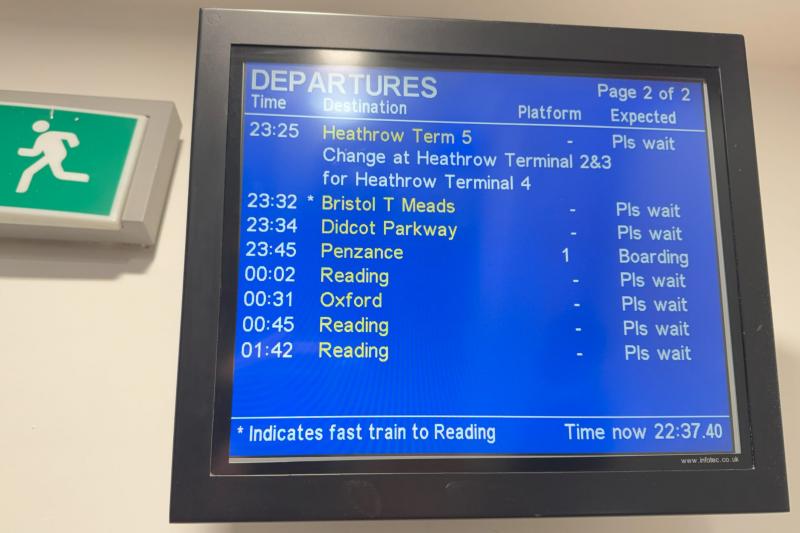 DEPARTURES Page 2 of 2
Time Destination Platform Expected
23:25 Heathrow Term 5 - Pls wait
Change at Heathrow Terminal 2&3
for Heathrow Terminal 4
23:32 * Bristol T Meads - Pls wait
23:34 Didcot Parkway - Pls wait
23:45 Penzance 1 Boarding
00:02 Reading - Pls wait
00:31 Oxford - Pls wait
00:45 Reading - Pls wait
01:42 Reading - Pls wait
* Indicates fast train to Reading Time now 22:37.40
www.infotec.co.uk